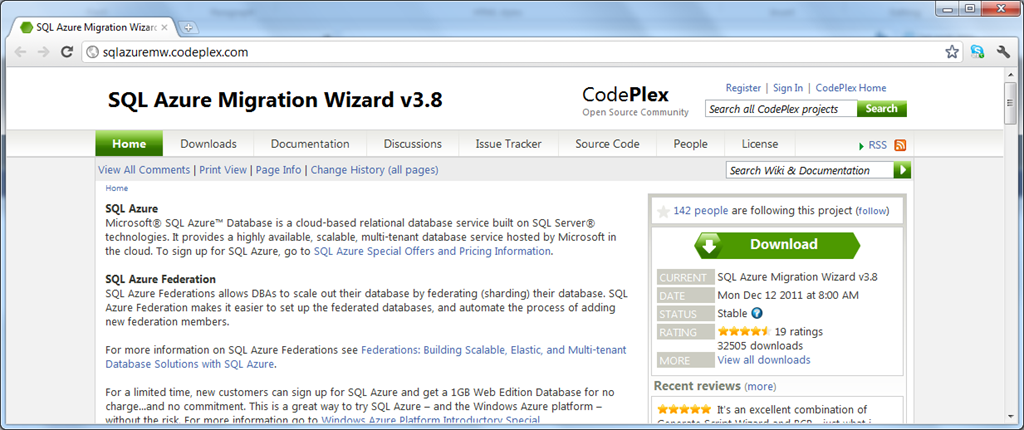 SQL Azure Migration Wizard
sqlazuremw.codeplex.com
SQL Azure Migration Wizard v3.8
CodePlex
Open Source Community
Register | Sign In | CodePlex Home
Search all CodePlex projects
Search
Home
Downloads
Documentation
Discussions
Issue Tracker
Source Code
People
License
RSS
View All Comments | Print View | Page Info | Change History (all pages)
Search Wiki & Documentation
Home
SQL Azure
Microsoft® SQL Azure™ Database is a cloud-based relational database service built on SQL Server®
technologies. It provides a highly available, scalable, multi-tenant database service hosted by Microsoft in
the cloud. To sign up for SQL Azure, go to SQL Azure Special Offers and Pricing Information.
SQL Azure Federation
SQL Azure Federations allows DBAs to scale out their database by federating (sharding) their database. SQL
Azure Federation makes it easier to set up the federated databases, and automate the process of adding
new federation members.
For more information on SQL Azure Federations see Federations: Building Scalable, Elastic, and Multi-tenant
Database Solutions with SQL Azure.
For a limited time, new customers can sign up for SQL Azure and get a 1GB Web Edition Database for no
charge...and no commitment. This is a great way to try SQL Azure – and the Windows Azure platform –
without the risk. For more information go to Windows Azure Platform Introductory Special
142 people are following this project (follow)
Download
CURRENT SQL Azure Migration Wizard v3.8
DATE Mon Dec 12 2011 at 8:00 AM
STATUS Stable
RATING 19 ratings
32505 downloads
MORE View all downloads
Recent reviews (more)
It's an excellent combination of
Generate Script Wizard and BCP - just what i